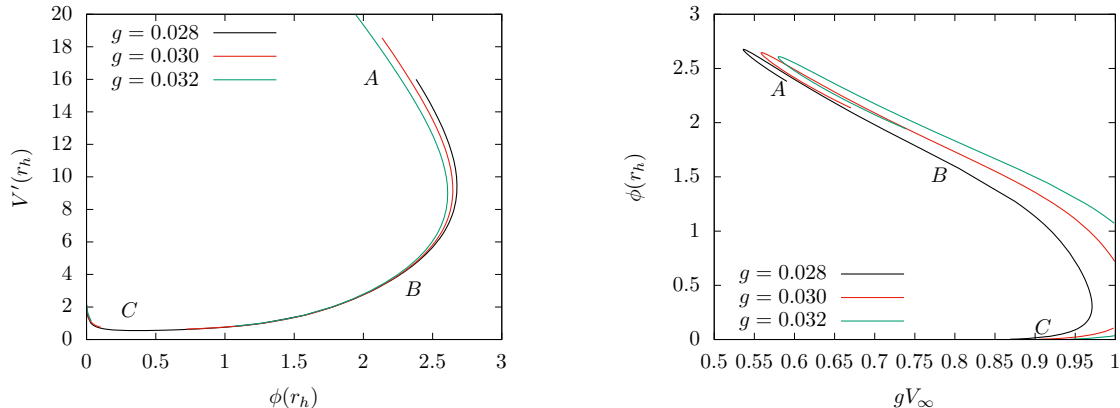 20
18
16
14
12
10
8
6
4
2
0
V′(r_h)
g = 0.028
g = 0.030
g = 0.032
A
B
C
0 0.5 1 1.5 2 2.5 3
ϕ(r_h)
3
2.5
2
1.5
1
0.5
0
ϕ(r_h)
A
B
g = 0.028
g = 0.030
g = 0.032
C
0.5 0.55 0.6 0.65 0.7 0.75 0.8 0.85 0.9 0.95 1
gV_∞